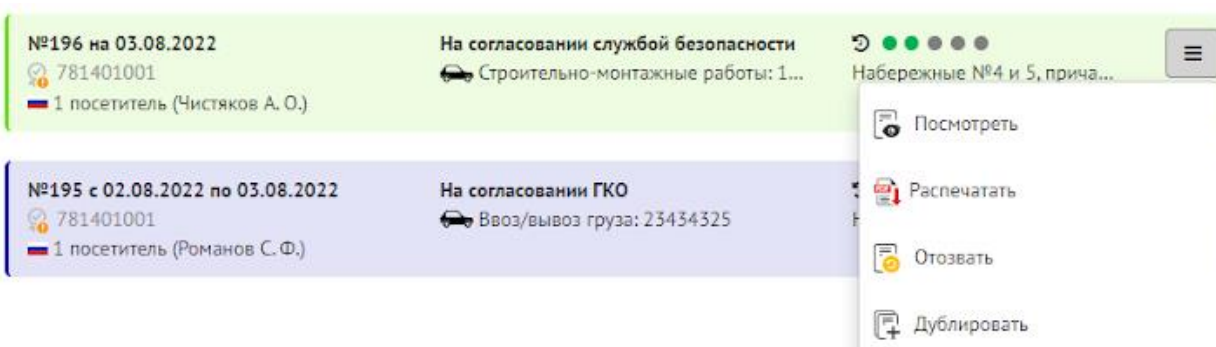 №196 на 03.08.2022
781401001
1 посетитель (Чистяков А. О.)
На согласовании службой безопасности
Строительно-монтажные работы: 1...
Набережные №4 и 5, прича...
№195 с 02.08.2022 по 03.08.2022
781401001
1 посетитель (Романов С. Ф.)
На согласовании ГКО
Ввоз/вывоз груза: 23434325
Посмотреть
Распечатать
Отозвать
Дублировать